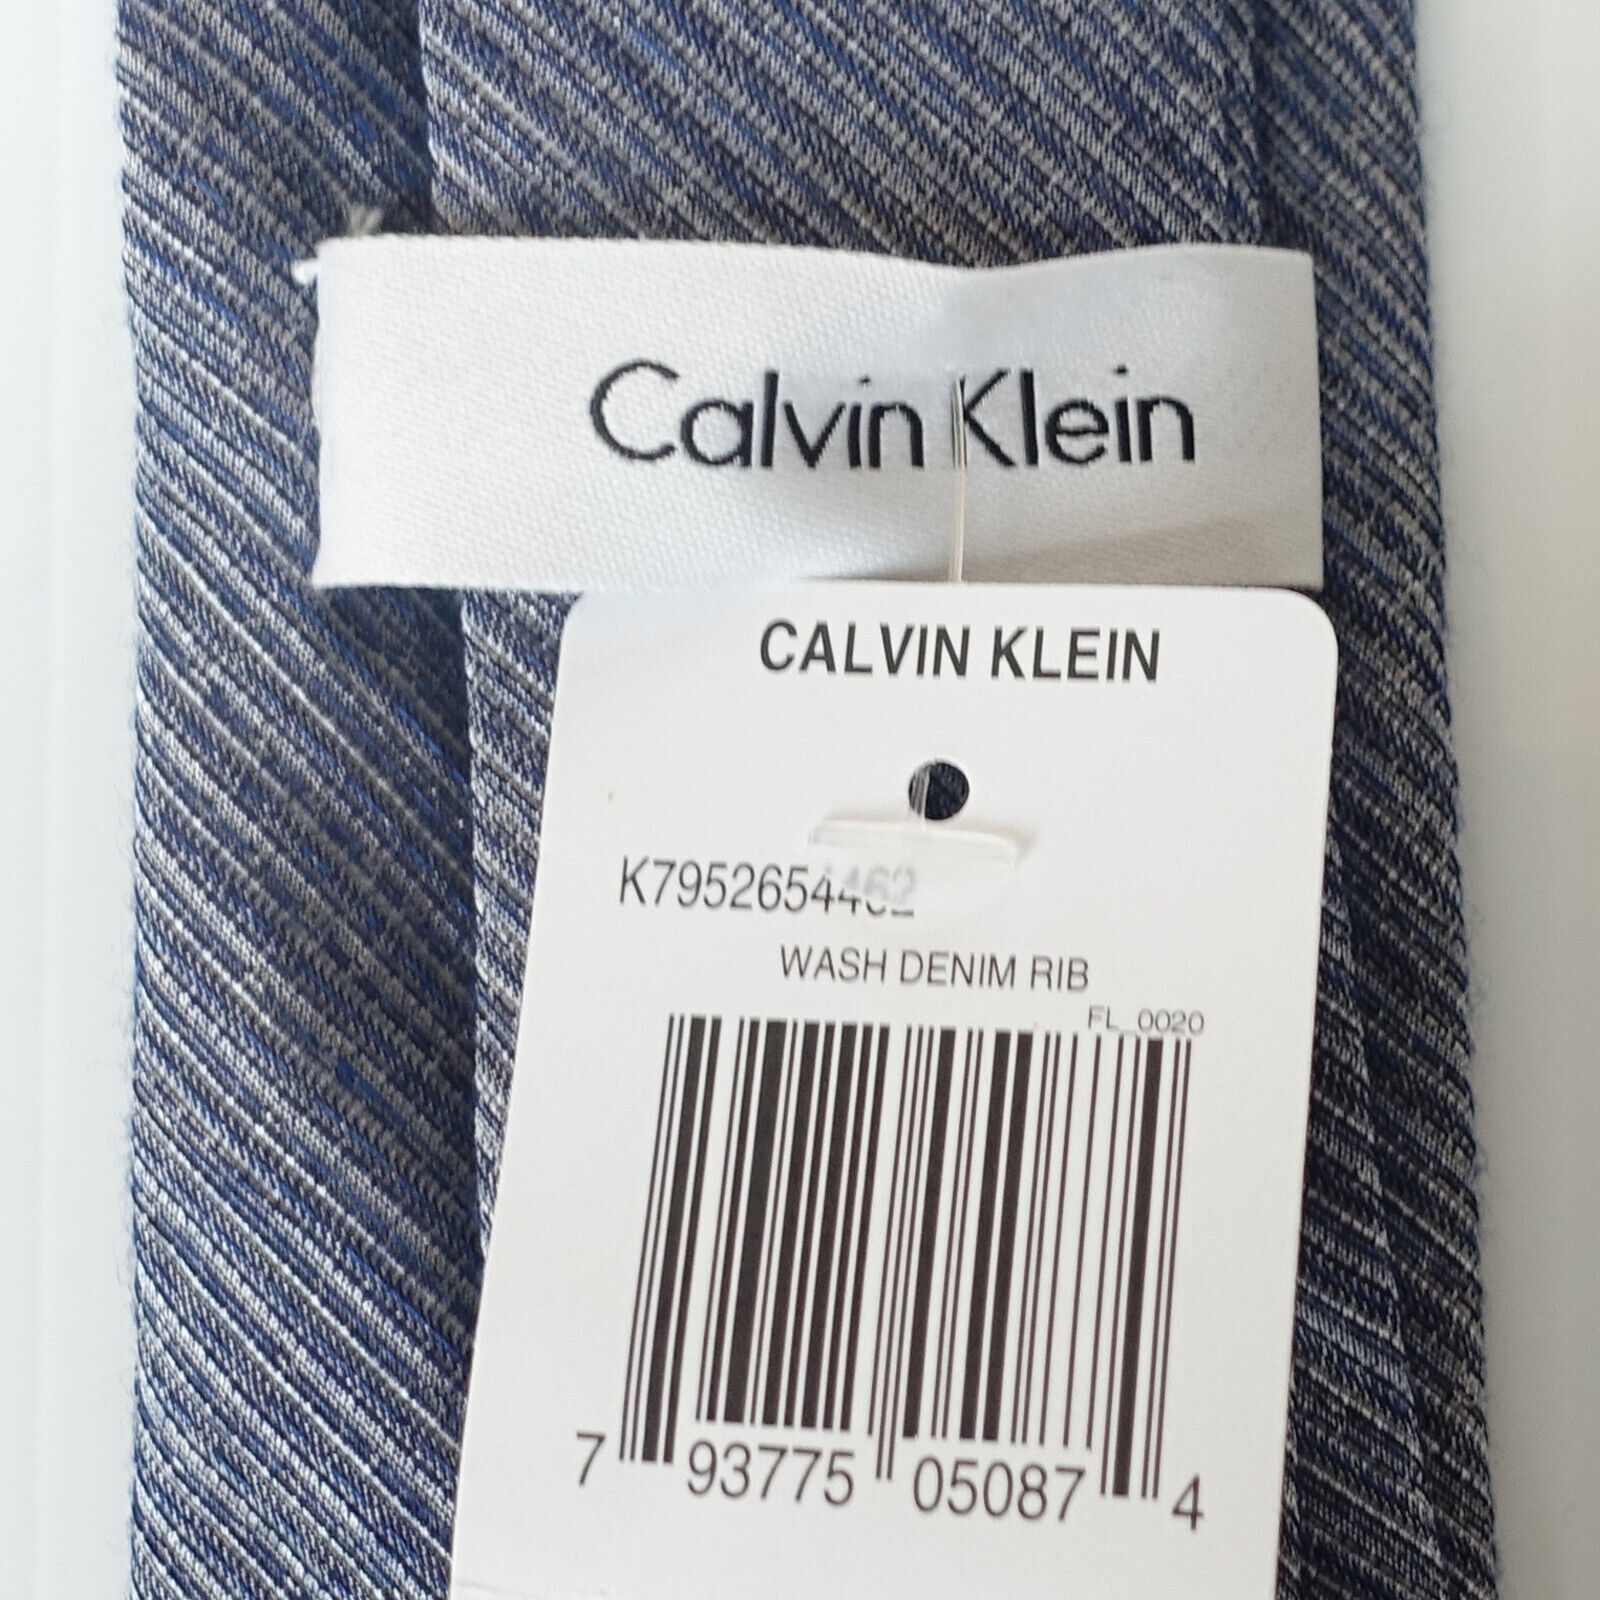 Calvin Klein
CALVIN KLEIN
K7952654462
WASH DENIM RIB
FL_0020
7 93775 05087 4